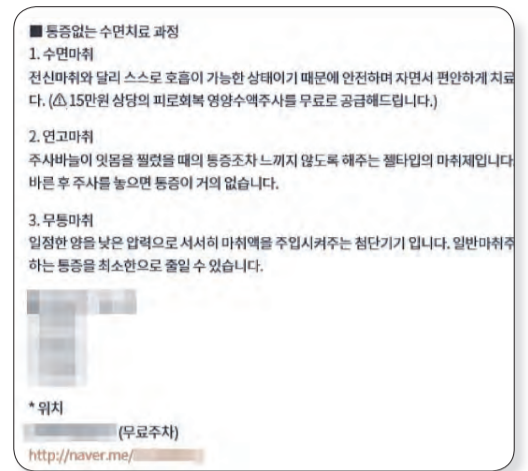 ■ 통증없는 수면치료 과정
1. 수면마취
전신마취와 달리 스스로 호흡이 가능한 상태이기 때문에 안전하며 자면서 편안하게 치료
다. (⚠15만원 상당의 피로회복 영양수액주사를 무료로 공급해드립니다.)
2. 연고마취
주사바늘이 잇몸을 찔렀을 때의 통증조차 느끼지 않도록 해주는 젤타입의 마취제입니다.
바른 후 주사를 놓으면 통증이 거의 없습니다.
3. 무통마취
일정한 양을 낮은 압력으로 서서히 마취액을 주입시켜주는 첨단기기 입니다. 일반마취주
하는 통증을 최소한으로 줄일 수 있습니다.
* 위치
(무료주차)
http://naver.me/